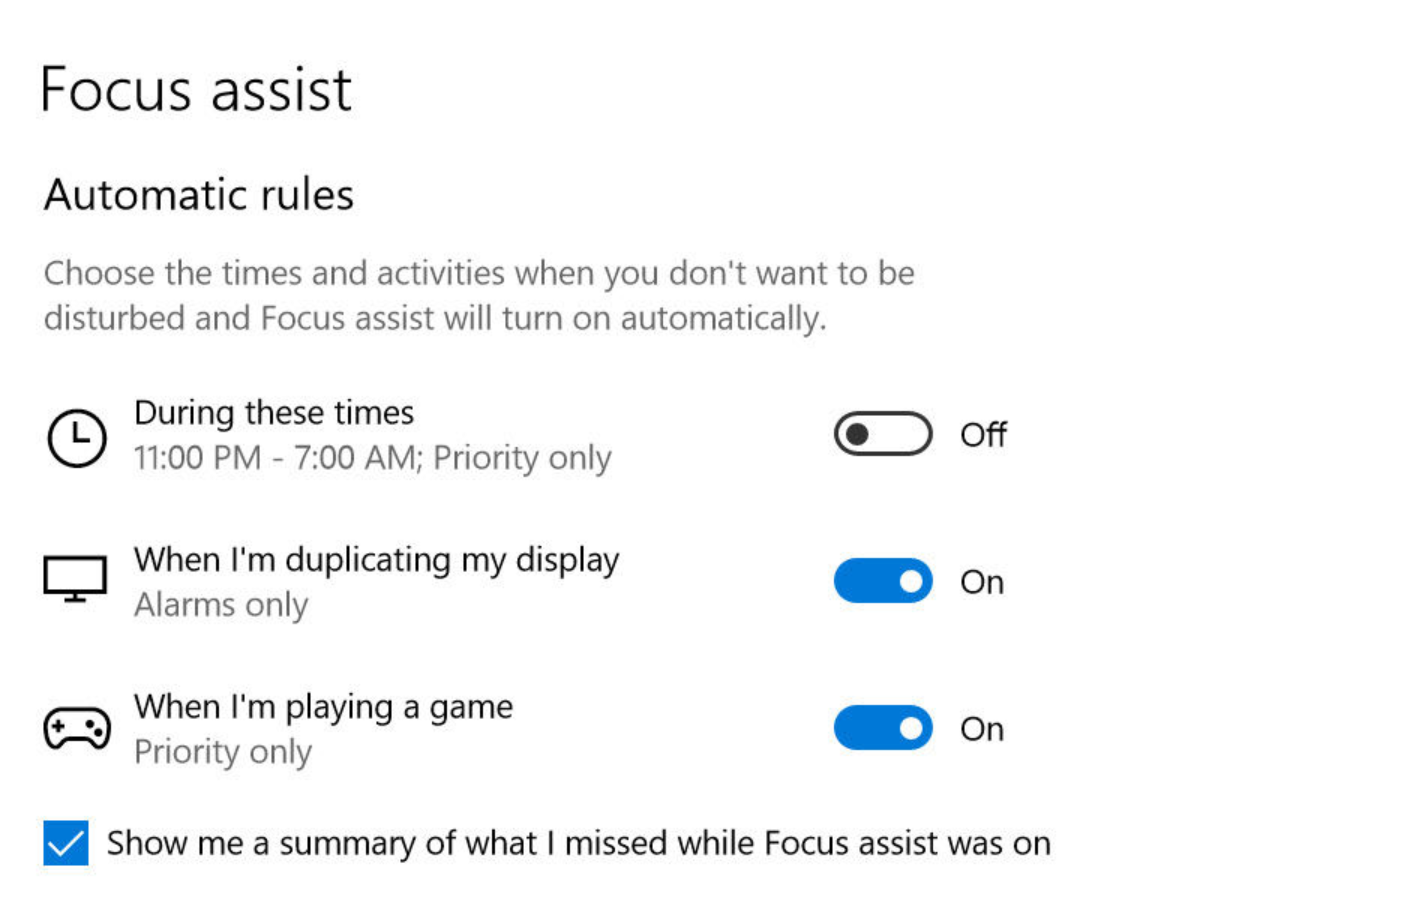 Focus assist
Automatic rules
Choose the times and activities when you don't want to be
disturbed and Focus assist will turn on automatically.
During these times
11:00 PM - 7:00 AM; Priority only
Off
When I'm duplicating my display
Alarms only
On
When I'm playing a game
Priority only
On
Show me a summary of what I missed while Focus assist was on